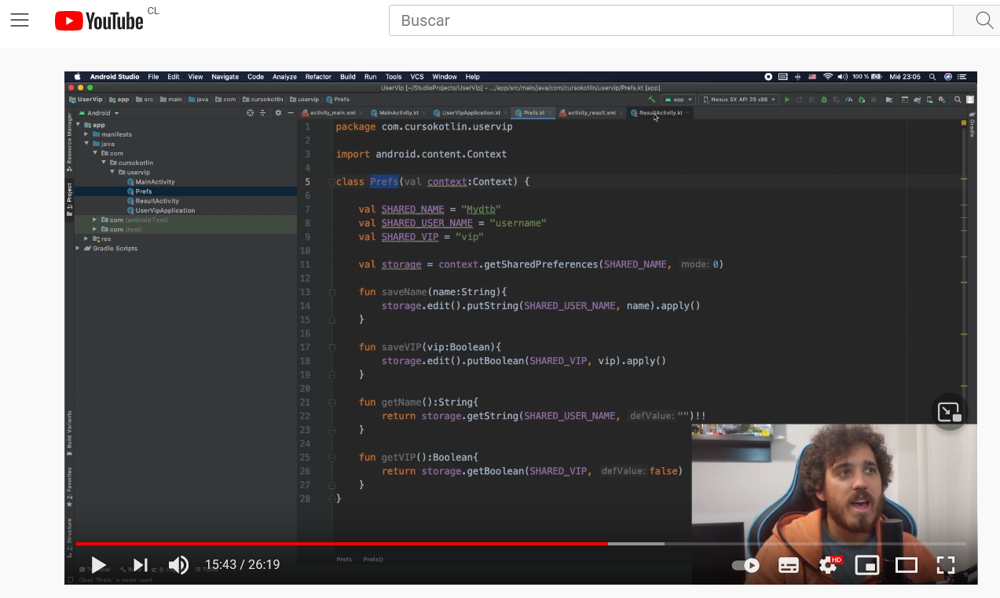 YouTube CL
Buscar
Android Studio File Edit View Navigate Code Analyze Refactor Build Run Tools VCS Window Help 100 % Mié 23:05
UserVip [~/StudioProjects/UserVip] - .../app/src/main/java/com/cursokotlin/uservip/Prefs.kt [app]
UserVip app src main java com cursokotlin uservip Prefs app Nexus 5X API 29 x86
Android activity_main.xml MainActivity.kt UserVipApplication.kt Prefs.kt activity_result.xml ResultActivity.kt
Resource Manager
1: Project
Build Variants
2: Favorites
7: Structure
Gradle
app
manifests
java
com
cursokotlin
uservip
MainActivity
Prefs
ResultActivity
UserVipApplication
com (androidTest)
com (test)
res
Gradle Scripts
1 package com.cursokotlin.uservip
2
3 import android.content.Context
4
5 class Prefs(val context:Context) {
6
7 val SHARED_NAME = "Mydtb"
8 val SHARED_USER_NAME = "username"
9 val SHARED_VIP = "vip"
10
11 val storage = context.getSharedPreferences(SHARED_NAME, mode: 0)
12
13 fun saveName(name:String){
14 storage.edit().putString(SHARED_USER_NAME, name).apply()
15 }
16
17 fun saveVIP(vip:Boolean){
18 storage.edit().putBoolean(SHARED_VIP, vip).apply()
19 }
20
21 fun getName():String{
22 return storage.getString(SHARED_USER_NAME, defValue: "")!!
23 }
24
25 fun getVIP():Boolean{
26 return storage.getBoolean(SHARED_VIP, defValue: false)
27 }
28 }
Prefs Prefs()
15:43 / 26:19 HD
Class "Prefs" is never used